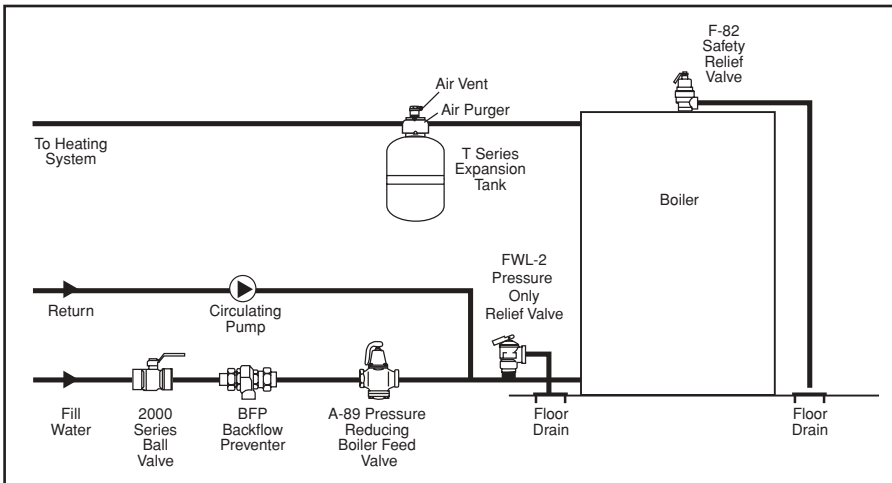 F-82
Safety
Relief
Valve
Air Vent
Air Purger
To Heating
System
T Series
Expansion
Tank
Boiler
FWL-2
Pressure
Only
Relief Valve
Return
Circulating
Pump
Fill
Water
2000
Series
Ball
Valve
BFP
Backflow
Preventer
A-89 Pressure
Reducing
Boiler Feed
Valve
Floor
Drain
Floor
Drain